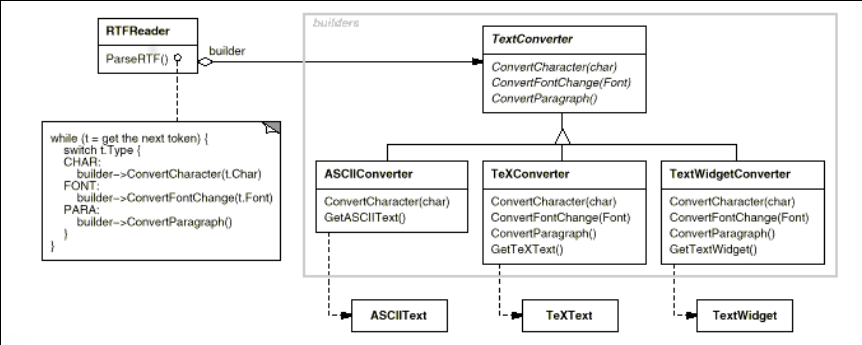 builders
RTFReader
ParseRTF()
builder
TextConverter
ConvertCharacter(char)
ConvertFontChange(Font)
ConvertParagraph()
while (t = get the next token) {
switch t.Type {
CHAR:
builder->ConvertCharacter(t.Char)
FONT:
builder->ConvertFontChange(t.Font)
PARA:
builder->ConvertParagraph()
}
}
ASCIIConverter
ConvertCharacter(char)
GetASCIIText()
TeXConverter
ConvertCharacter(char)
ConvertFontChange(Font)
ConvertParagraph()
GetTeXText()
TextWidgetConverter
ConvertCharacter(char)
ConvertFontChange(Font)
ConvertParagraph()
GetTextWidget()
ASCIIText
TeXText
TextWidget